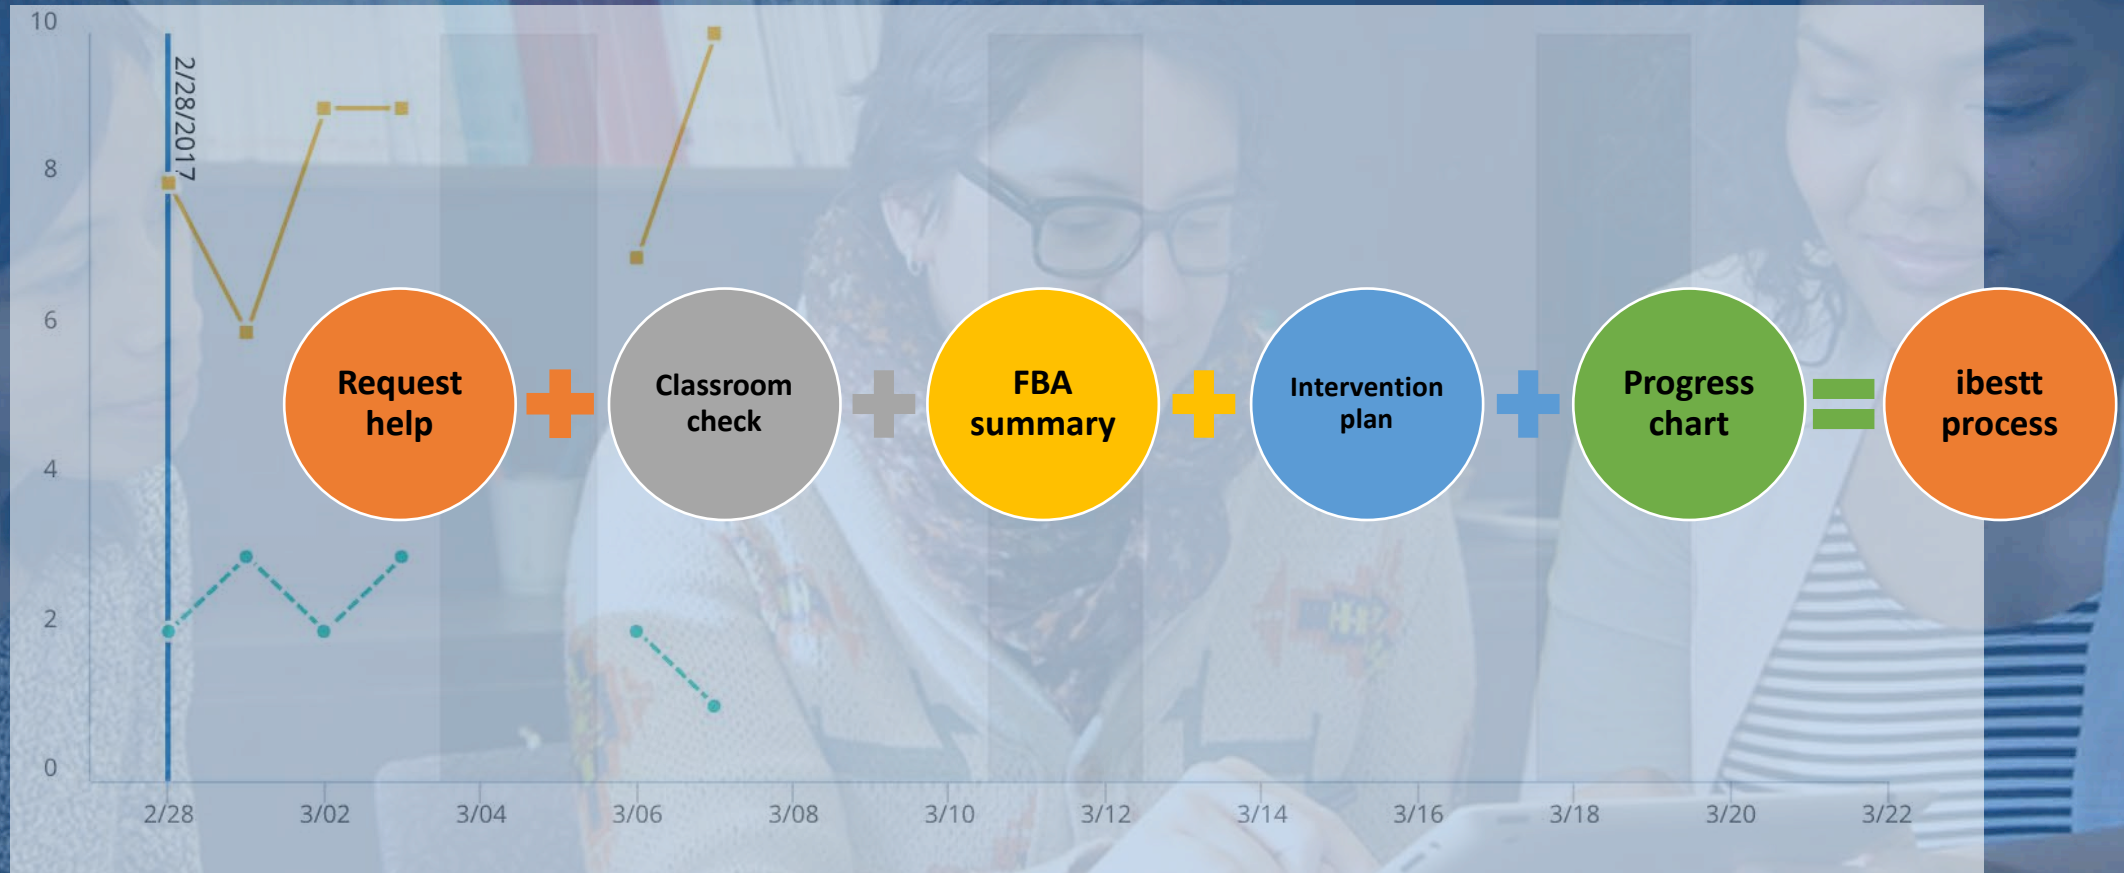 10
8
6
4
2
0
2/28/2017
Request
help
Classroom
check
FBA
summary
Intervention
plan
Progress
chart
ibestt
process
2/28
3/02
3/04
3/06
3/08
3/10
3/12
3/14
3/16
3/18
3/20
3/22